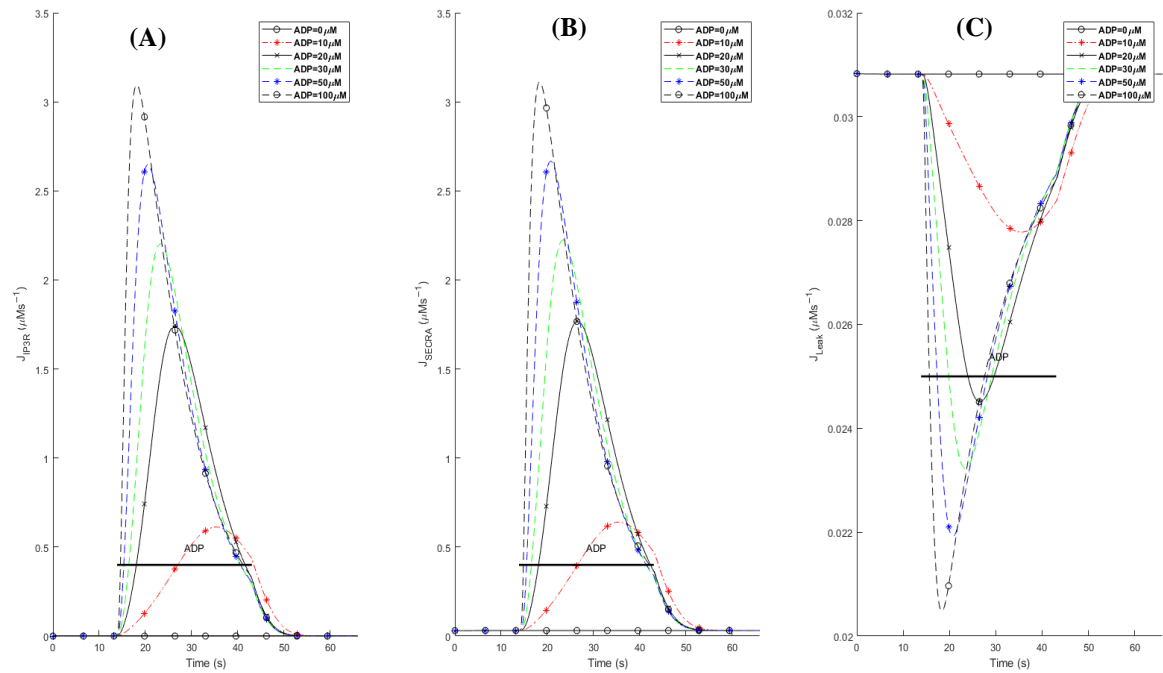 (A)
ADP=0μM
ADP=10μM
ADP=20μM
ADP=30μM
ADP=50μM
ADP=100μM
3.5
3
2.5
2
1.5
1
0.5
0
J_IP3R (μMs⁻¹)
ADP
0 10 20 30 40 50 60
Time (s)
(B)
ADP=0μM
ADP=10μM
ADP=20μM
ADP=30μM
ADP=50μM
ADP=100μM
3.5
3
2.5
2
1.5
1
0.5
0
J_SECRA (μMs⁻¹)
ADP
0 10 20 30 40 50 60
Time (s)
(C)
ADP=0μM
ADP=10μM
ADP=20μM
ADP=30μM
ADP=50μM
ADP=100μM
0.032
0.03
0.028
0.026
0.024
0.022
0.02
J_Leak (μMs⁻¹)
ADP
0 10 20 30 40 50 60
Time (s)